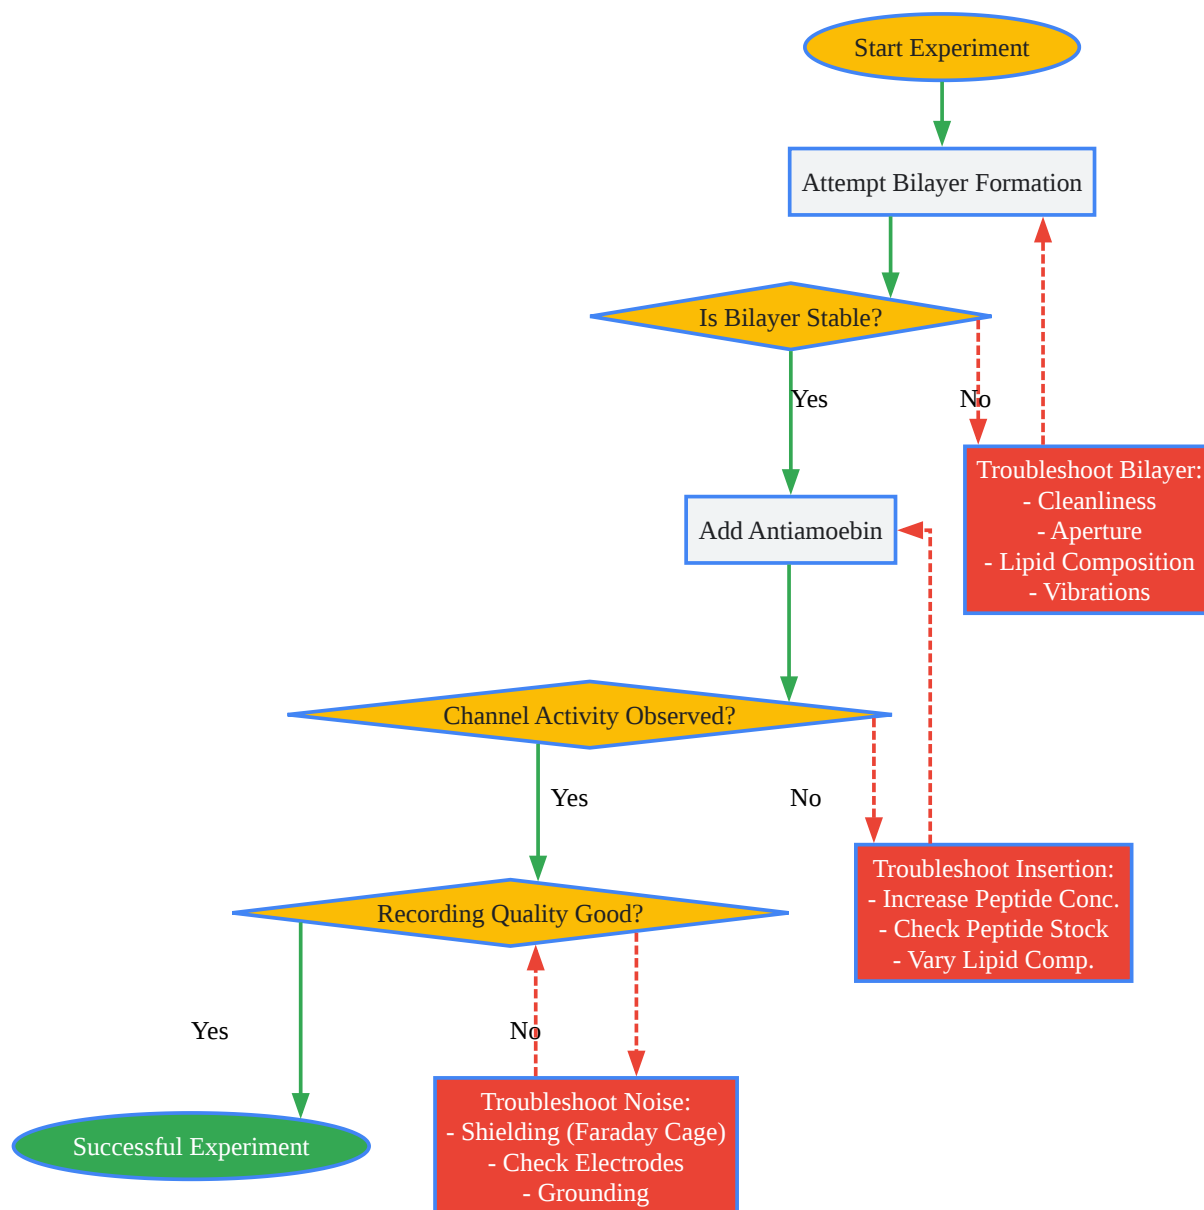 Start Experiment
Attempt Bilayer Formation
Is Bilayer Stable?
Yes
No
Troubleshoot Bilayer:
- Cleanliness
- Aperture
- Lipid Composition
- Vibrations
Add Antiamoebin
Channel Activity Observed?
Yes
No
Troubleshoot Insertion:
- Increase Peptide Conc.
- Check Peptide Stock
- Vary Lipid Comp.
Recording Quality Good?
Yes
No
Troubleshoot Noise:
- Shielding (Faraday Cage)
- Check Electrodes
- Grounding
Successful Experiment